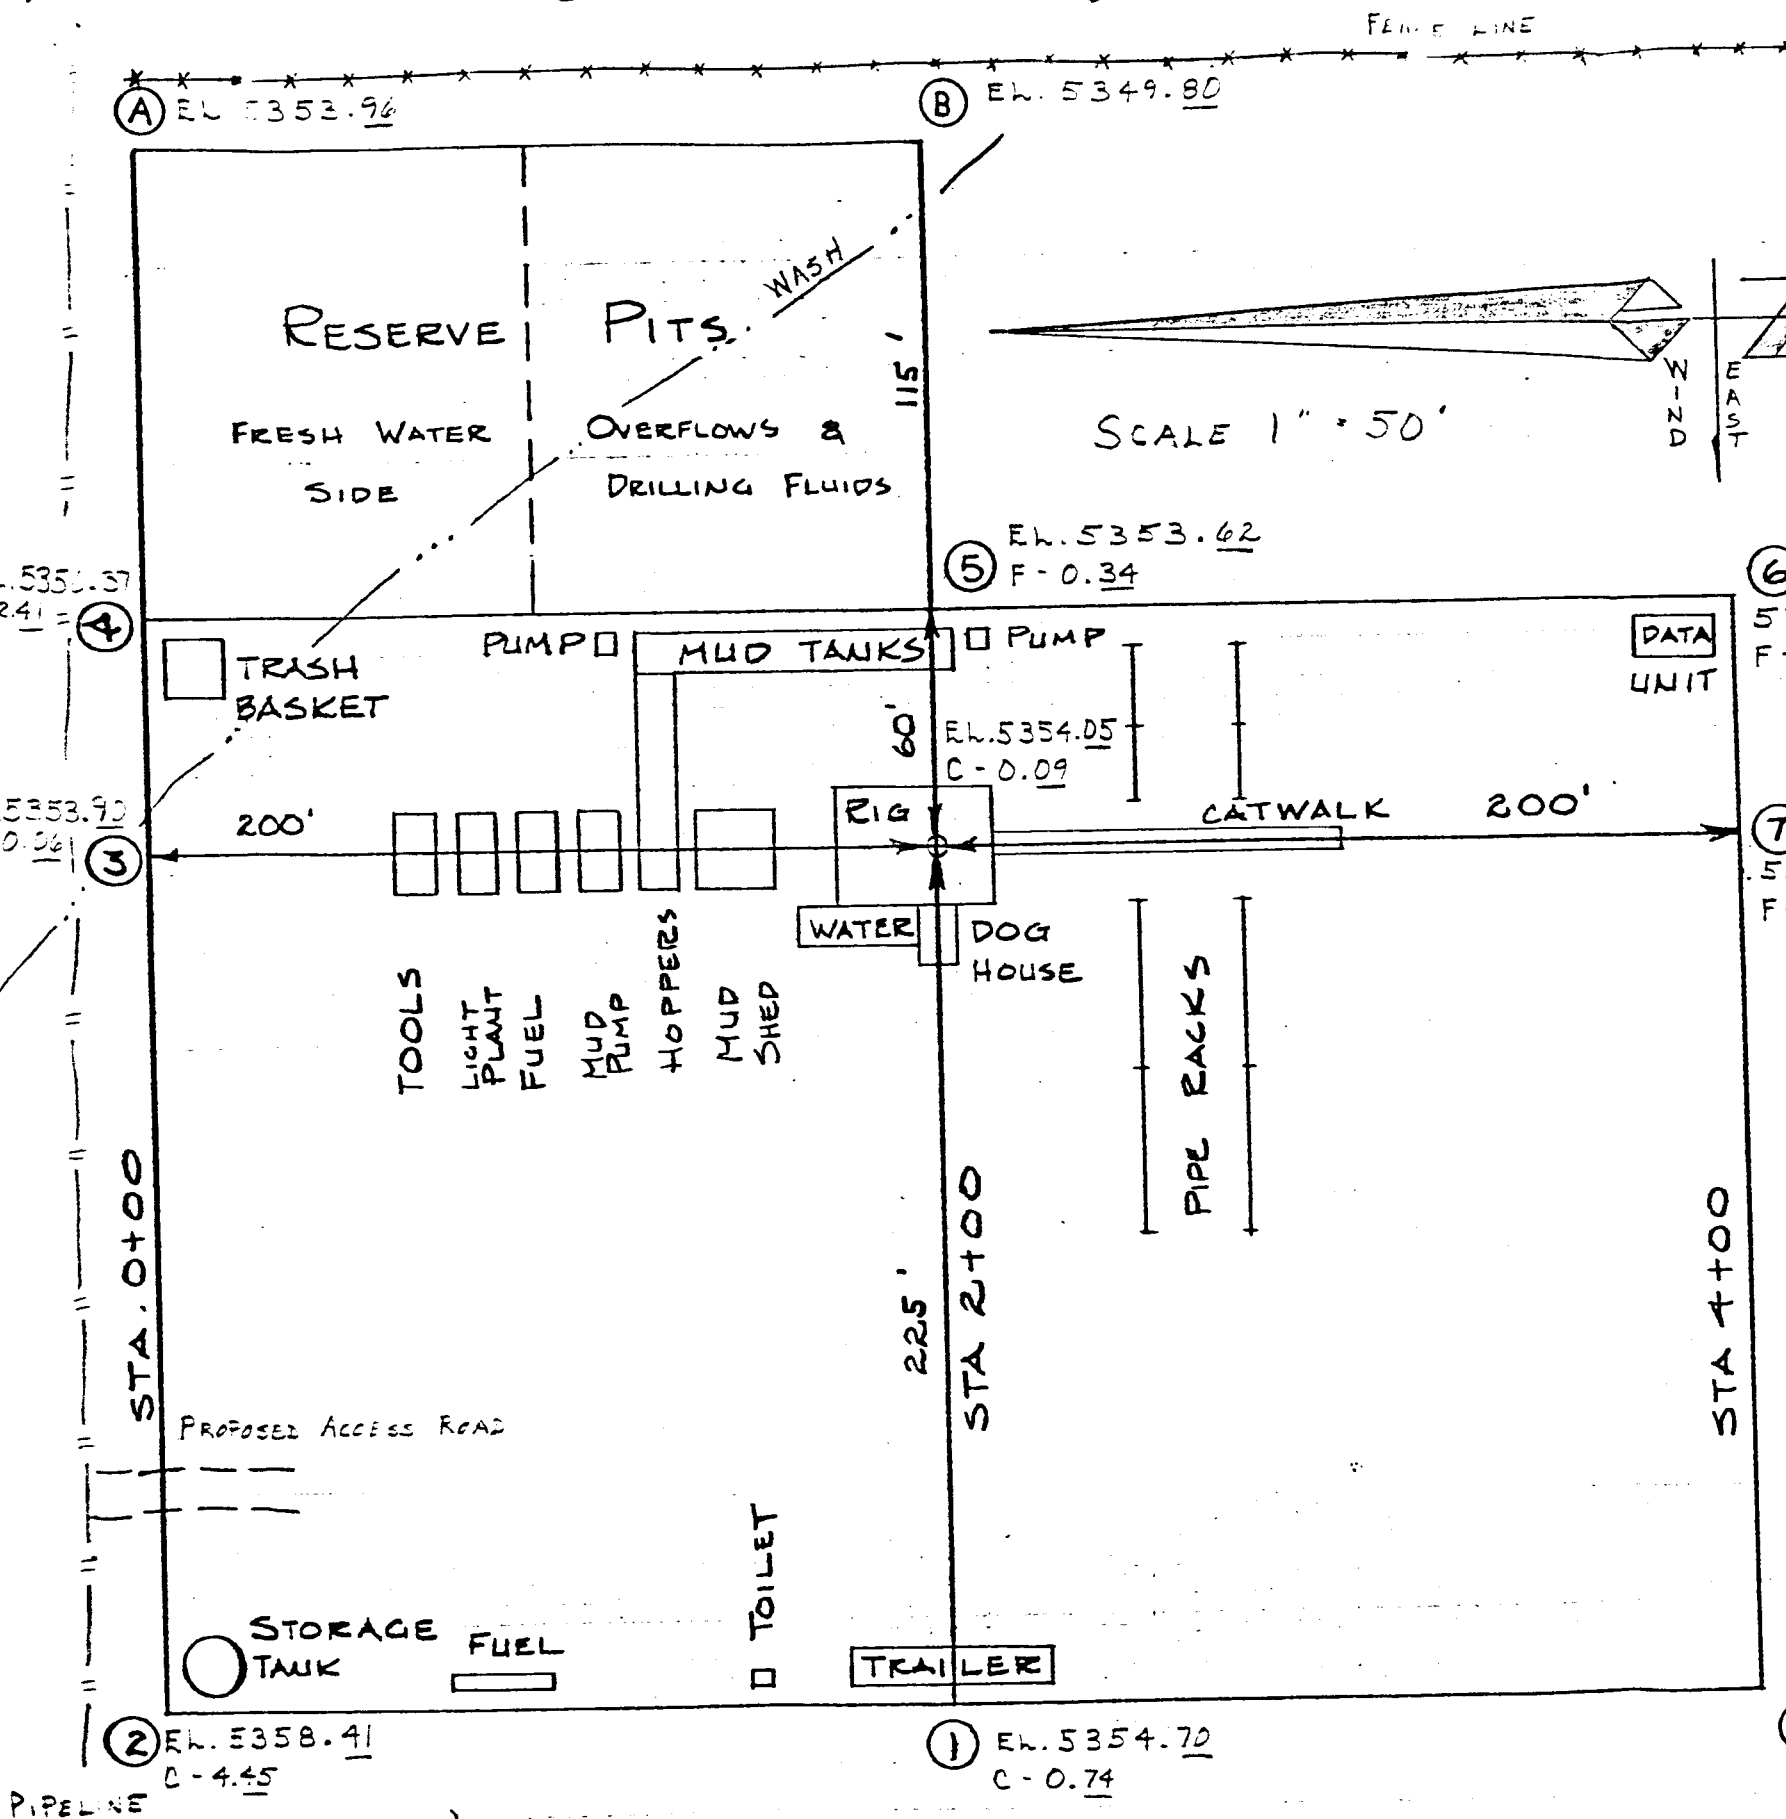 FENCE LINE
A EL 5353.96
B EL. 5349.80
RESERVE PITS
WASH
115'
FRESH WATER
SIDE
OVERFLOWS &
DRILLING FLUIDS
WIND
EAST
SCALE 1" = 50'
5 EL. 5353.62
F - 0.34
4
2.41
6
PUMP
MUD TANKS
PUMP
DATA
UNIT
TRASH
BASKET
60'
EL. 5354.05
C - 0.09
5353.90
3
200'
RIG
CATWALK
200'
7
WATER
DOG
HOUSE
TOOLS
LIGHT
PLANT
FUEL
MUD
PUMP
HOPPERS
MUD
SHED
PIPE RACKS
STA. 0+00
225'
STA 2+00
STA 4+00
PROPOSED ACCESS ROAD
STORAGE
TANK
FUEL
TOILET
TRAILER
2 EL. 5358.41
C - 4.45
1 EL. 5354.70
C - 0.74
PIPELINE